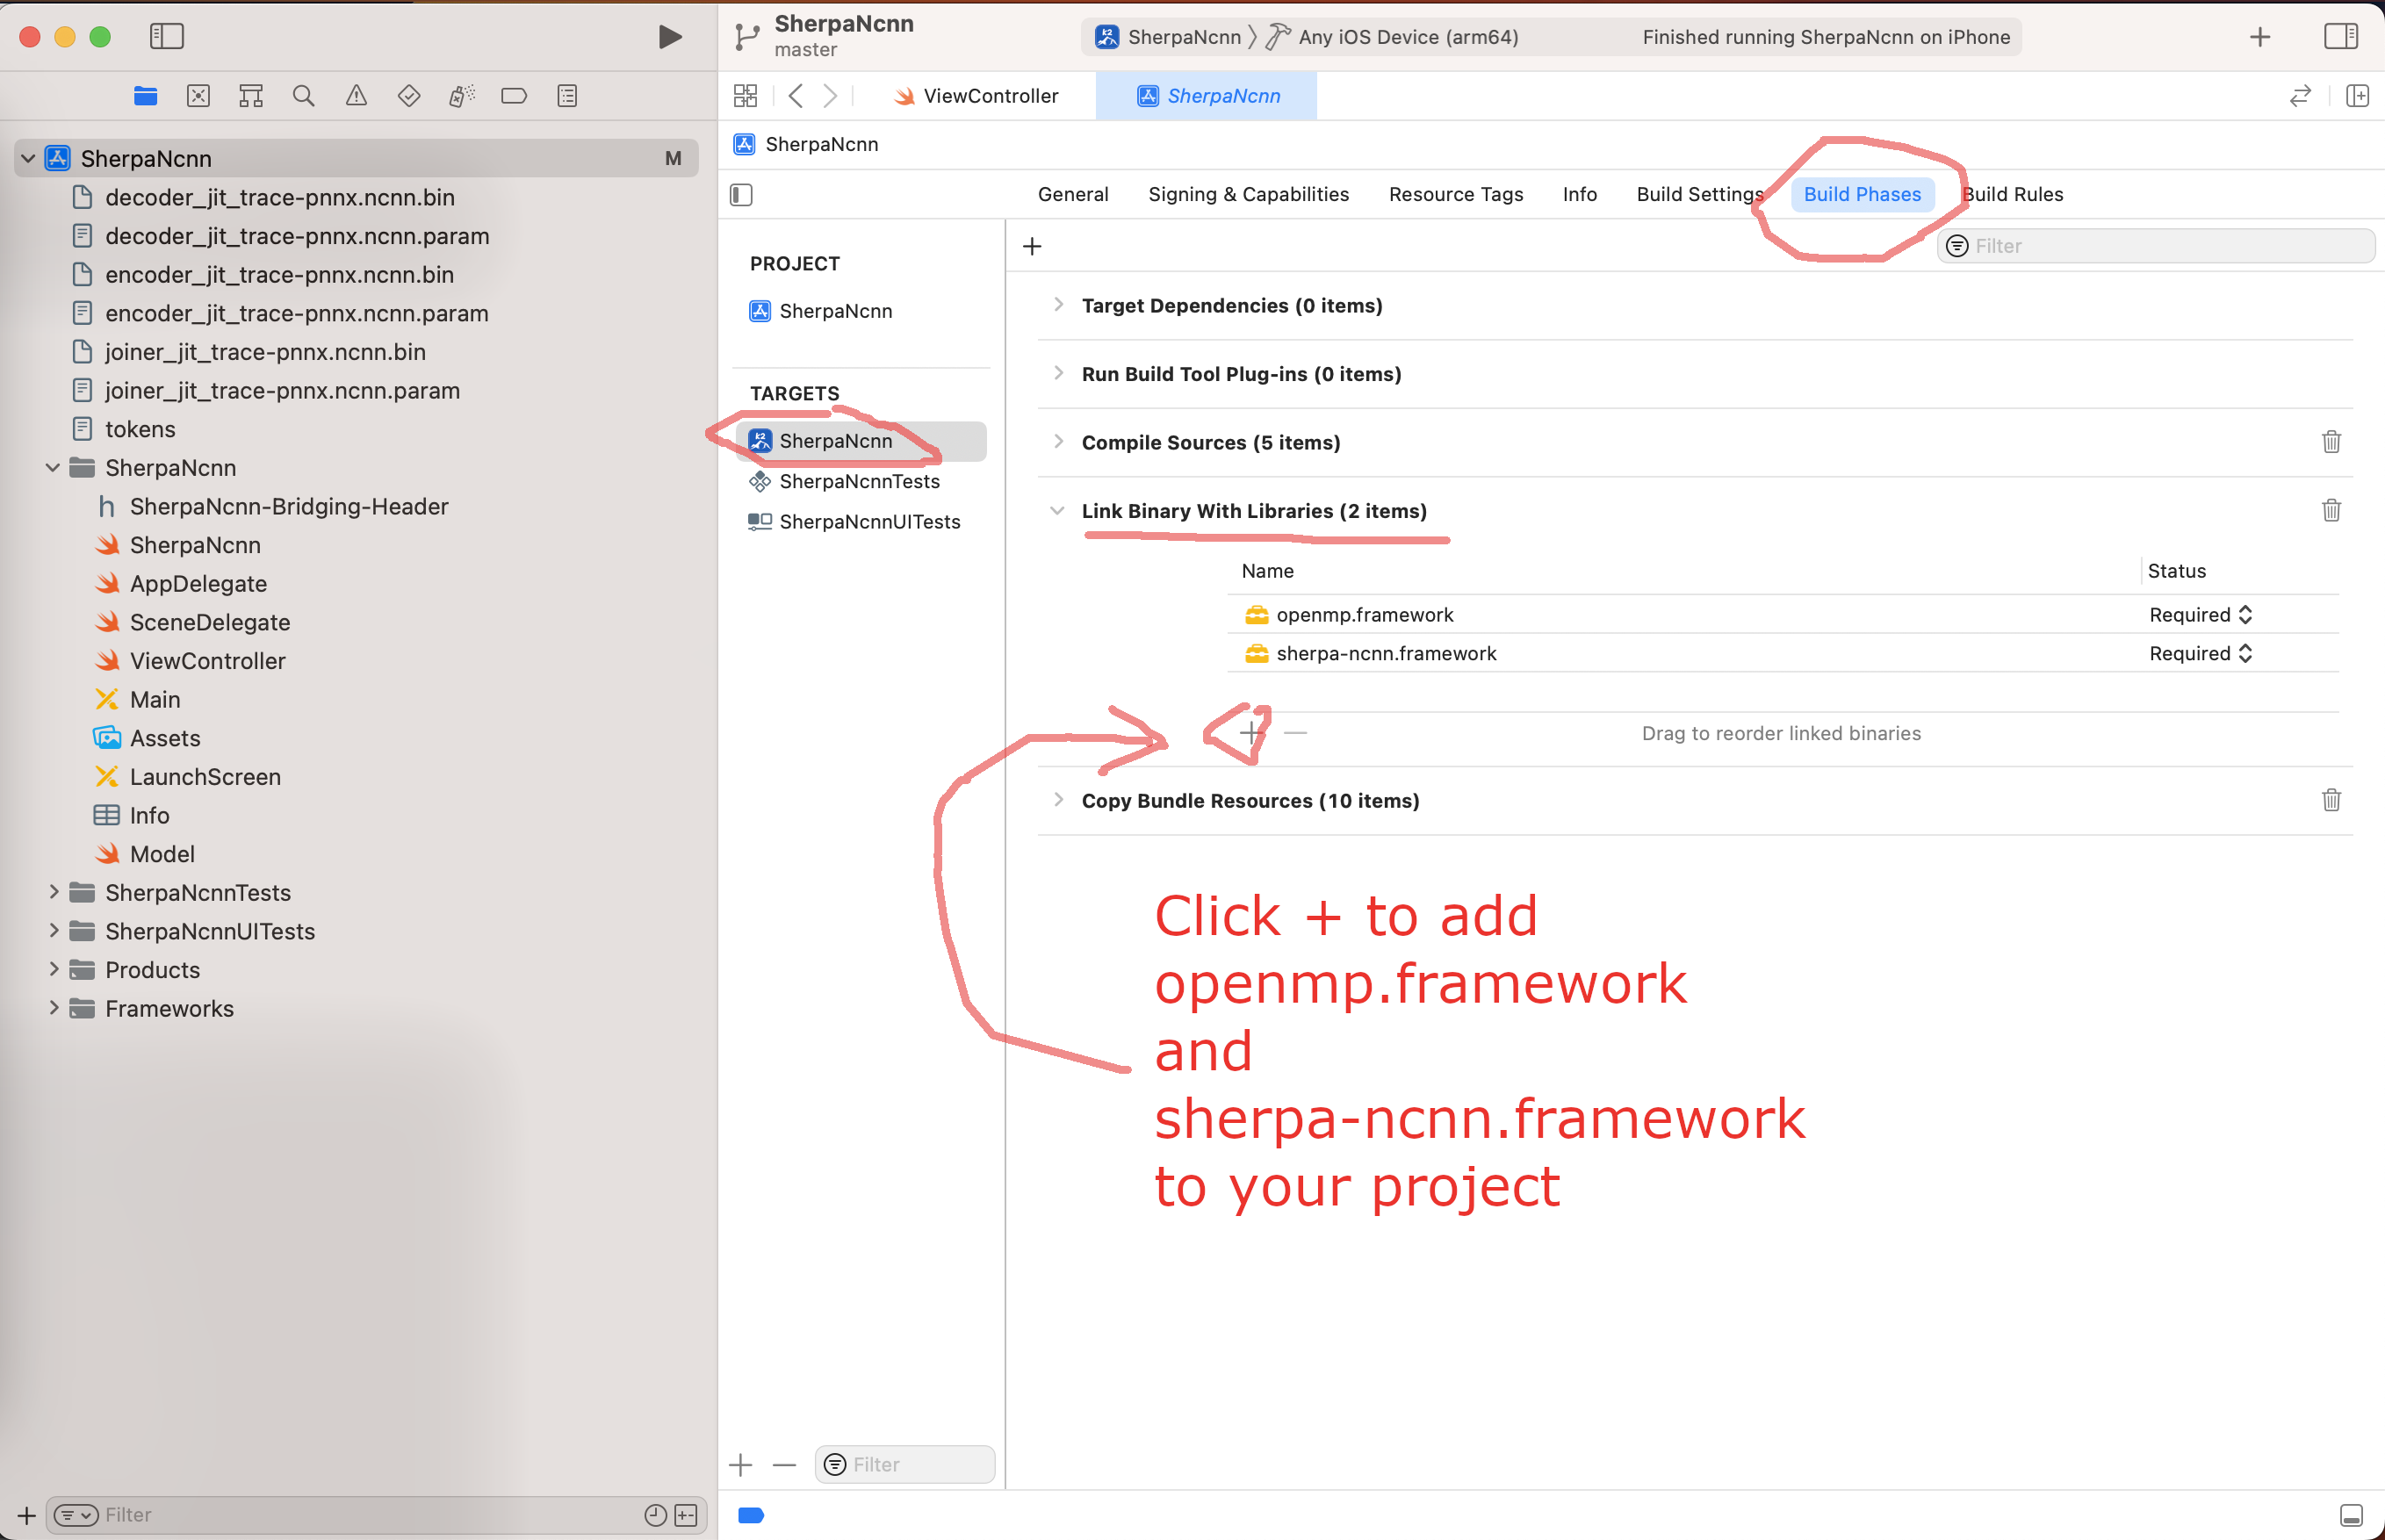 SherpaNcnn
master
SherpaNcnn
Any iOS Device (arm64)
Finished running SherpaNcnn on iPhone
ViewController
SherpaNcnn
SherpaNcnn
M
decoder_jit_trace-pnnx.ncnn.bin
decoder_jit_trace-pnnx.ncnn.param
encoder_jit_trace-pnnx.ncnn.bin
encoder_jit_trace-pnnx.ncnn.param
joiner_jit_trace-pnnx.ncnn.bin
joiner_jit_trace-pnnx.ncnn.param
tokens
SherpaNcnn
SherpaNcnn-Bridging-Header
SherpaNcnn
AppDelegate
SceneDelegate
ViewController
Main
Assets
LaunchScreen
Info
Model
SherpaNcnnTests
SherpaNcnnUITests
Products
Frameworks
Filter
SherpaNcnn
General
Signing & Capabilities
Resource Tags
Info
Build Settings
Build Phases
Build Rules
PROJECT
SherpaNcnn
TARGETS
SherpaNcnn
SherpaNcnnTests
SherpaNcnnUITests
Filter
Filter
Target Dependencies (0 items)
Run Build Tool Plug-ins (0 items)
Compile Sources (5 items)
Link Binary With Libraries (2 items)
Name Status
openmp.framework Required
sherpa-ncnn.framework Required
Drag to reorder linked binaries
Copy Bundle Resources (10 items)
Click + to add
openmp.framework
and
sherpa-ncnn.framework
to your project